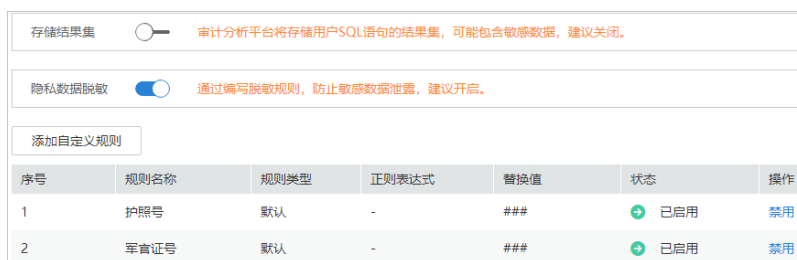 存储结果集 审计分析平台将存储用户SQL语句的结果集，可能包含敏感数据，建议关闭。
隐私数据脱敏 通过编写脱敏规则，防止敏感数据泄露，建议开启。
添加自定义规则
序号 规则名称 规则类型 正则表达式 替换值 状态 操作
1 护照号 默认 - ### 已启用 禁用
2 军官证号 默认 - ### 已启用 禁用